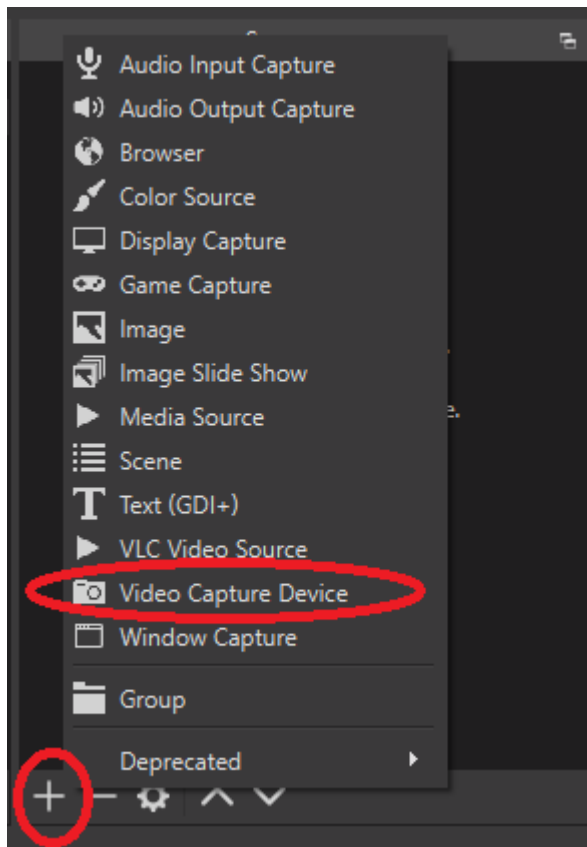 Audio Input Capture
Audio Output Capture
Browser
Color Source
Display Capture
Game Capture
Image
Image Slide Show
Media Source
Scene
Text (GDI+)
VLC Video Source
Video Capture Device
Window Capture
Group
Deprecated